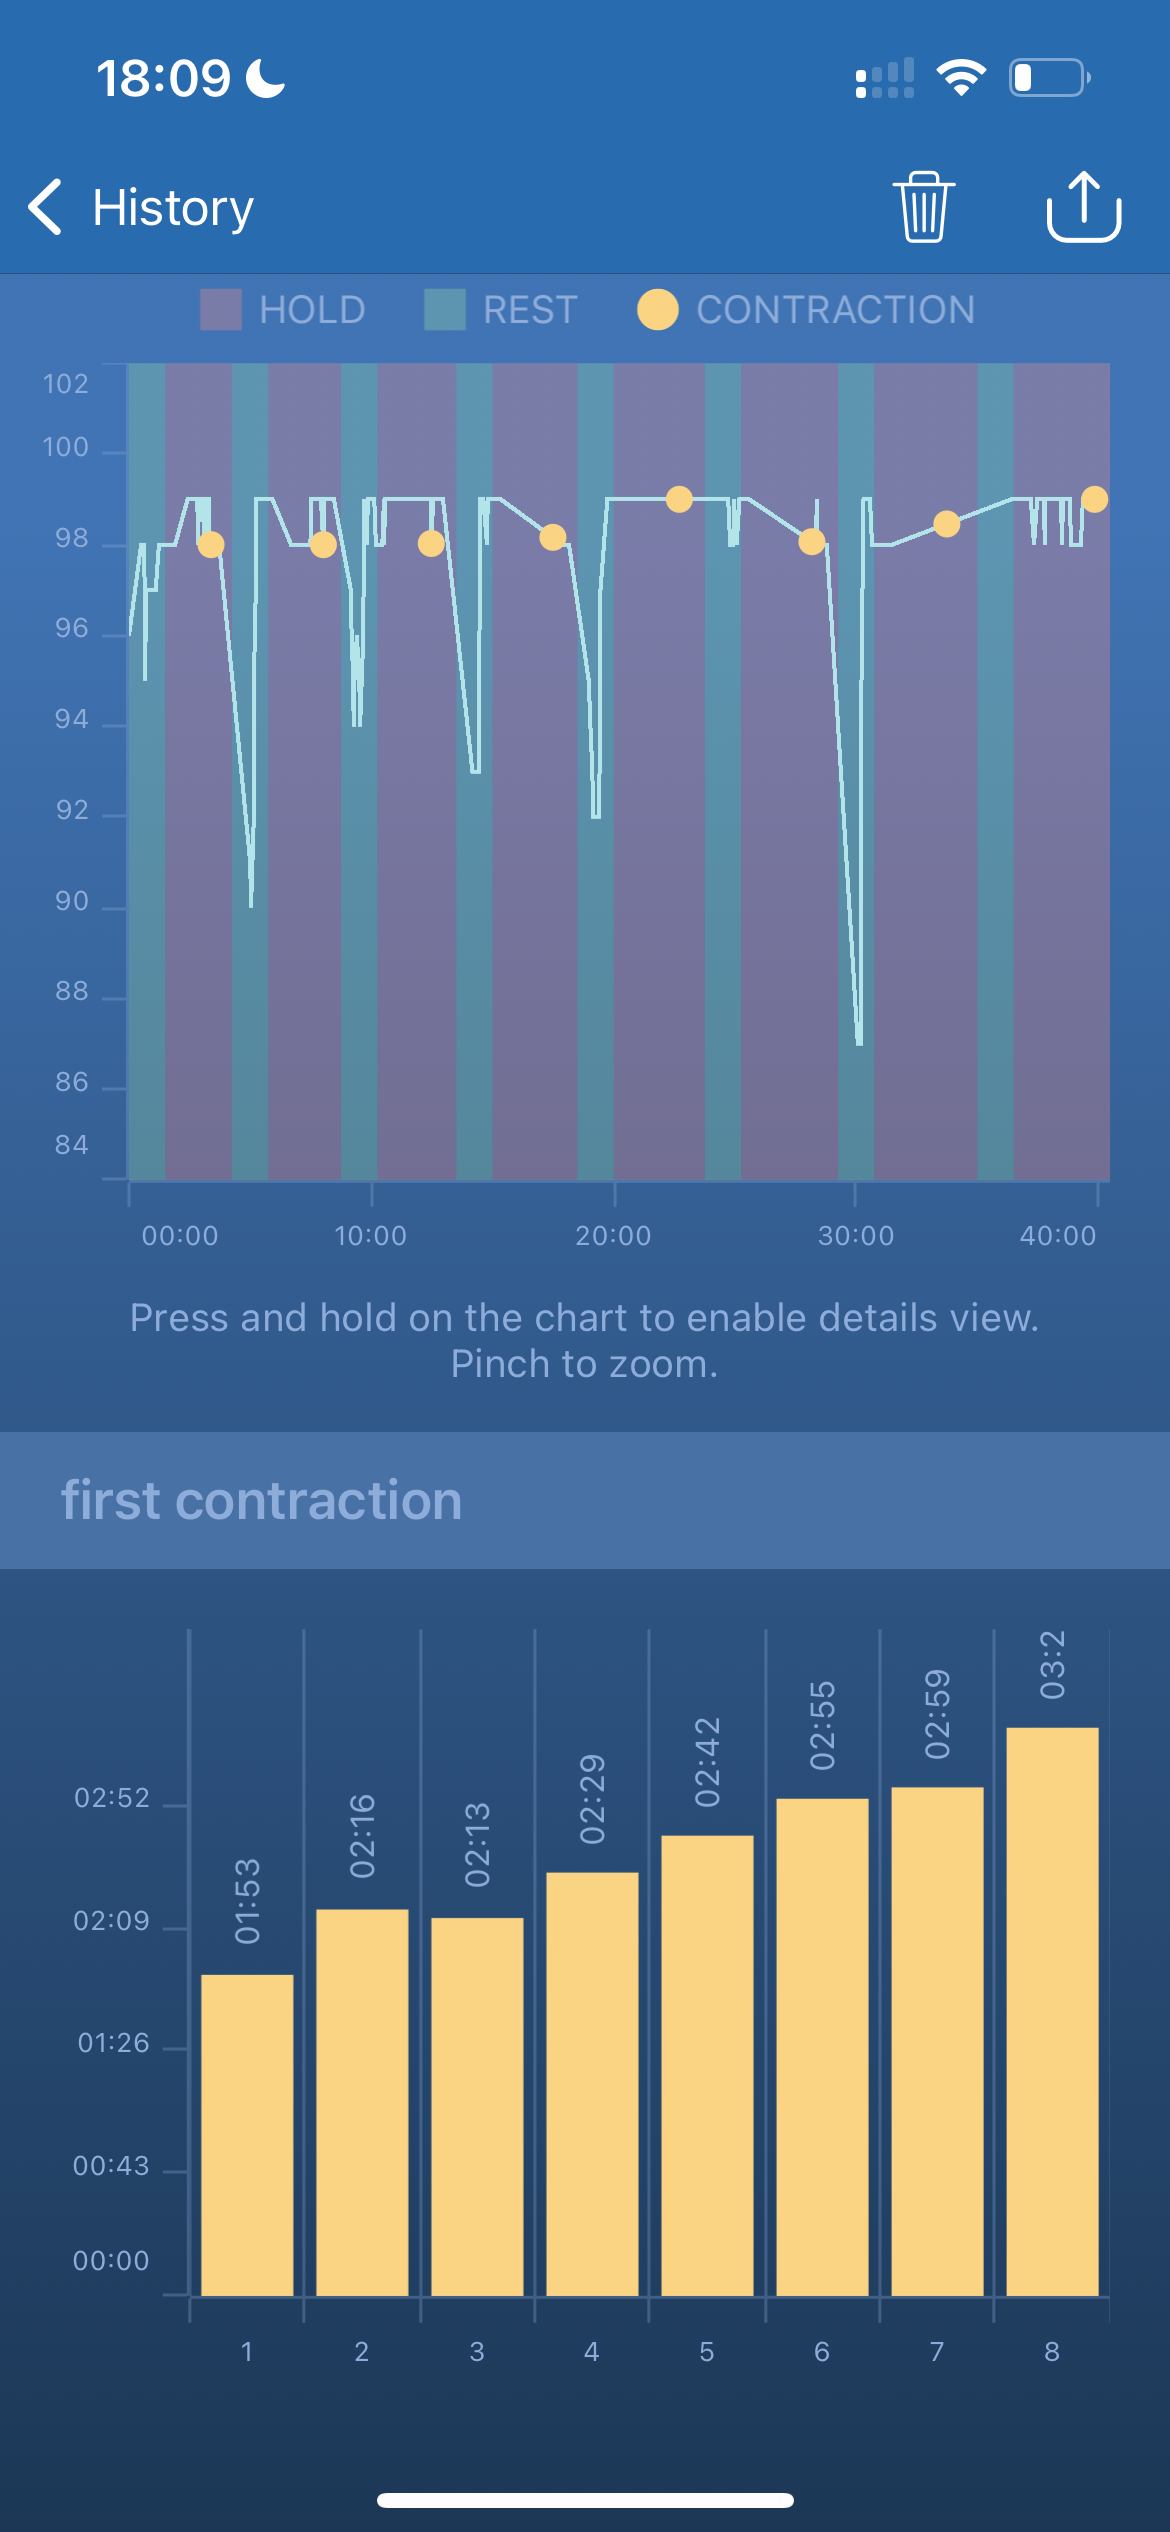 18:09
History
HOLD REST CONTRACTION
102
100
98
96
94
92
90
88
86
84
00:00 10:00 20:00 30:00 40:00
Press and hold on the chart to enable details view.
Pinch to zoom.
first contraction
01:53 02:16 02:13 02:29 02:42 02:55 02:59 03:2
02:52
02:09
01:26
00:43
00:00
1 2 3 4 5 6 7 8